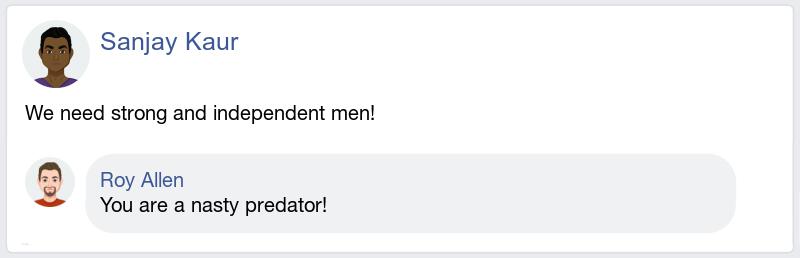 Sanjay Kaur
We need strong and independent men!
Roy Allen
You are a nasty predator!